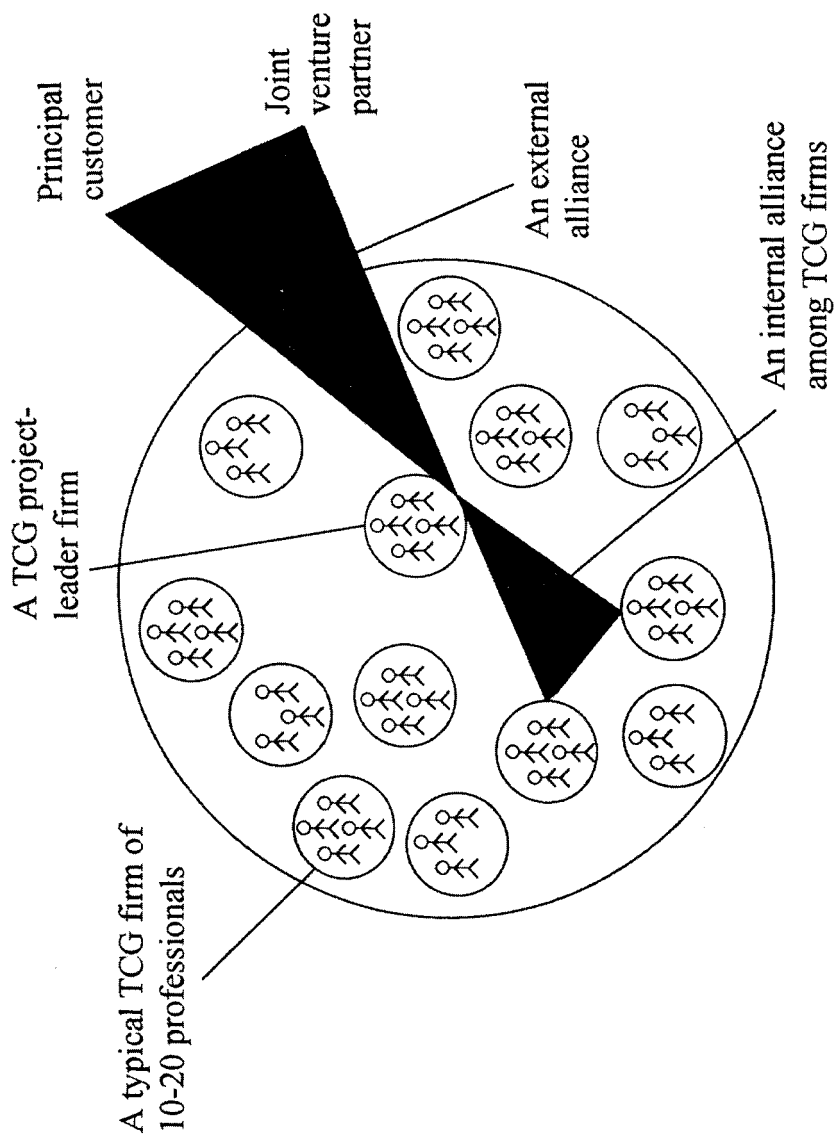 A typical TCG firm of
10-20 professionals
A TCG project-
leader firm
Principal
customer
Joint
venture
partner
An external
alliance
An internal alliance
among TCG firms